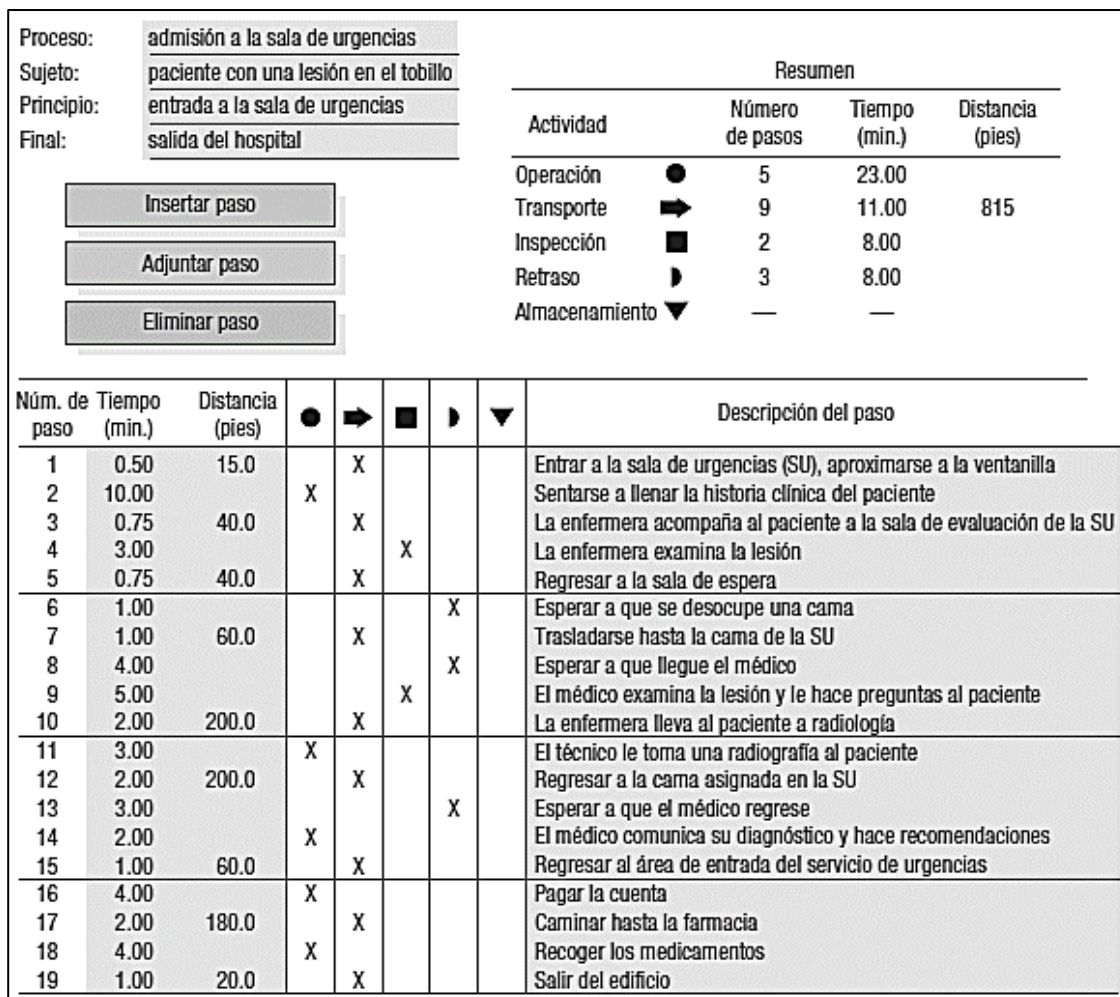 Proceso: admisión a la sala de urgencias
Sujeto: paciente con una lesión en el tobillo
Principio: entrada a la sala de urgencias
Final: salida del hospital
Insertar paso
Adjuntar paso
Eliminar paso
Resumen
Actividad Número de pasos Tiempo (min.) Distancia (pies)
Operación 5 23.00
Transporte 9 11.00 815
Inspección 2 8.00
Retraso 3 8.00
Almacenamiento — —
Núm. de paso Tiempo (min.) Distancia (pies) Descripción del paso
1 0.50 15.0 X Entrar a la sala de urgencias (SU), aproximarse a la ventanilla
2 10.00 X Sentarse a llenar la historia clínica del paciente
3 0.75 40.0 X La enfermera acompaña al paciente a la sala de evaluación de la SU
4 3.00 X La enfermera examina la lesión
5 0.75 40.0 X Regresar a la sala de espera
6 1.00 X Esperar a que se desocupe una cama
7 1.00 60.0 X Trasladarse hasta la cama de la SU
8 4.00 X Esperar a que llegue el médico
9 5.00 X El médico examina la lesión y le hace preguntas al paciente
10 2.00 200.0 X La enfermera lleva al paciente a radiología
11 3.00 X El técnico le toma una radiografía al paciente
12 2.00 200.0 X Regresar a la cama asignada en la SU
13 3.00 X Esperar a que el médico regrese
14 2.00 X El médico comunica su diagnóstico y hace recomendaciones
15 1.00 60.0 X Regresar al área de entrada del servicio de urgencias
16 4.00 X Pagar la cuenta
17 2.00 180.0 X Caminar hasta la farmacia
18 4.00 X Recoger los medicamentos
19 1.00 20.0 X Salir del edificio